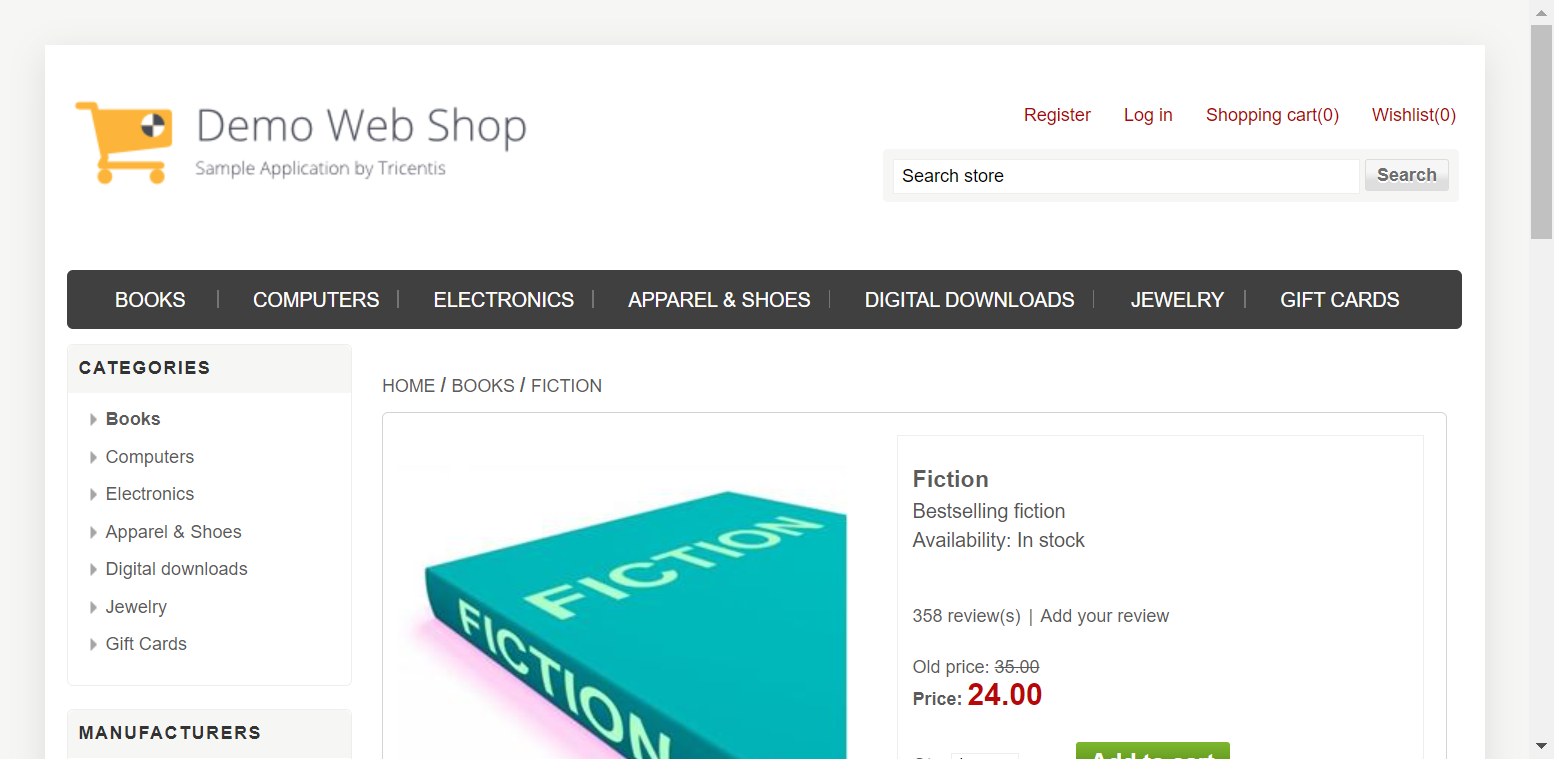 Demo Web Shop
Sample Application by Tricentis
Register Log in Shopping cart(0) Wishlist(0)
Search store Search
BOOKS COMPUTERS ELECTRONICS APPAREL & SHOES DIGITAL DOWNLOADS JEWELRY GIFT CARDS
CATEGORIES
Books
Computers
Electronics
Apparel & Shoes
Digital downloads
Jewelry
Gift Cards
MANUFACTURERS
HOME / BOOKS / FICTION
FICTION
FICTION
Fiction
Bestselling fiction
Availability: In stock
358 review(s) | Add your review
Old price: 35.00
Price: 24.00
Add to cart